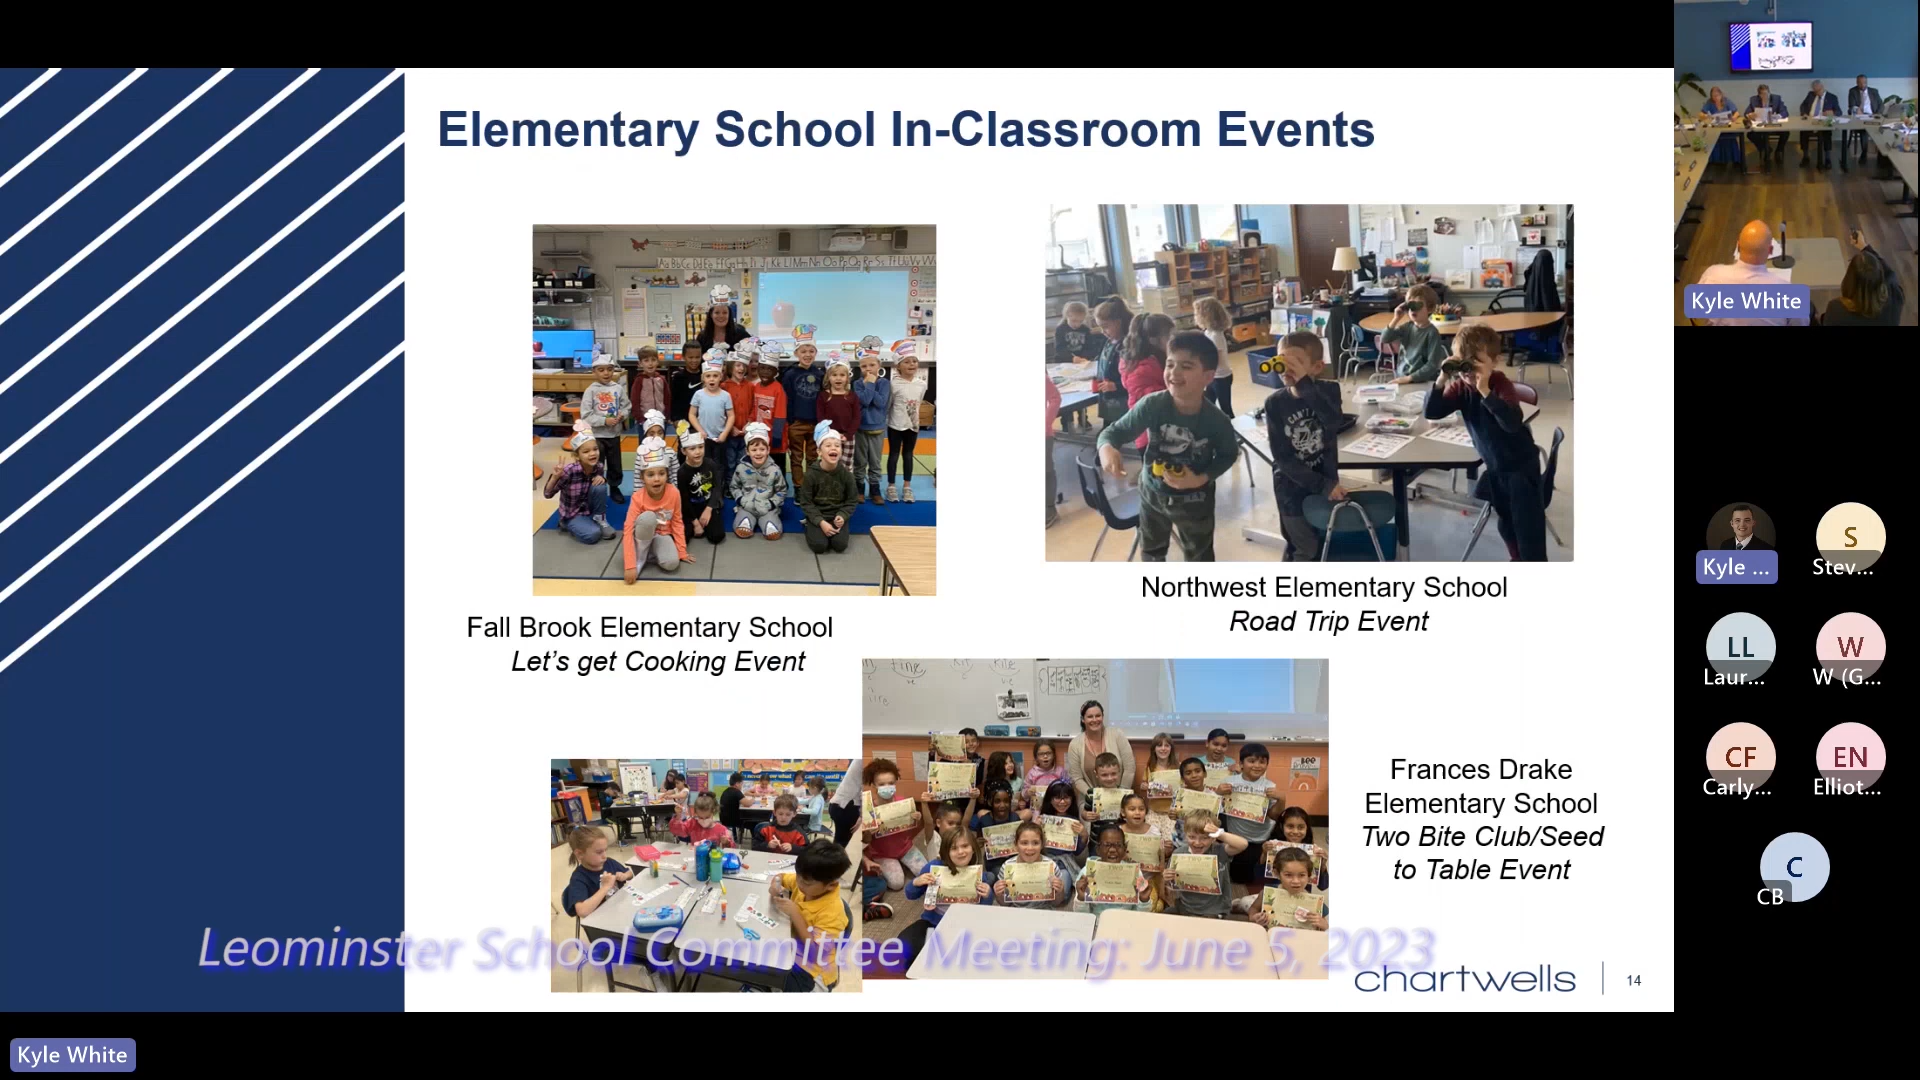 Elementary School In-Classroom Events
Kyle White
Northwest Elementary School
Road Trip Event
Fall Brook Elementary School
Let's get Cooking Event
Frances Drake
Elementary School
Two Bite Club/Seed
to Table Event
Kyle ...
S
Stev...
LL
Laur...
W
W (G...
CF
Carly...
EN
Elliot...
C
CB
Leominster School Committee Meeting: June 5, 2023
chartwells
14
Kyle White